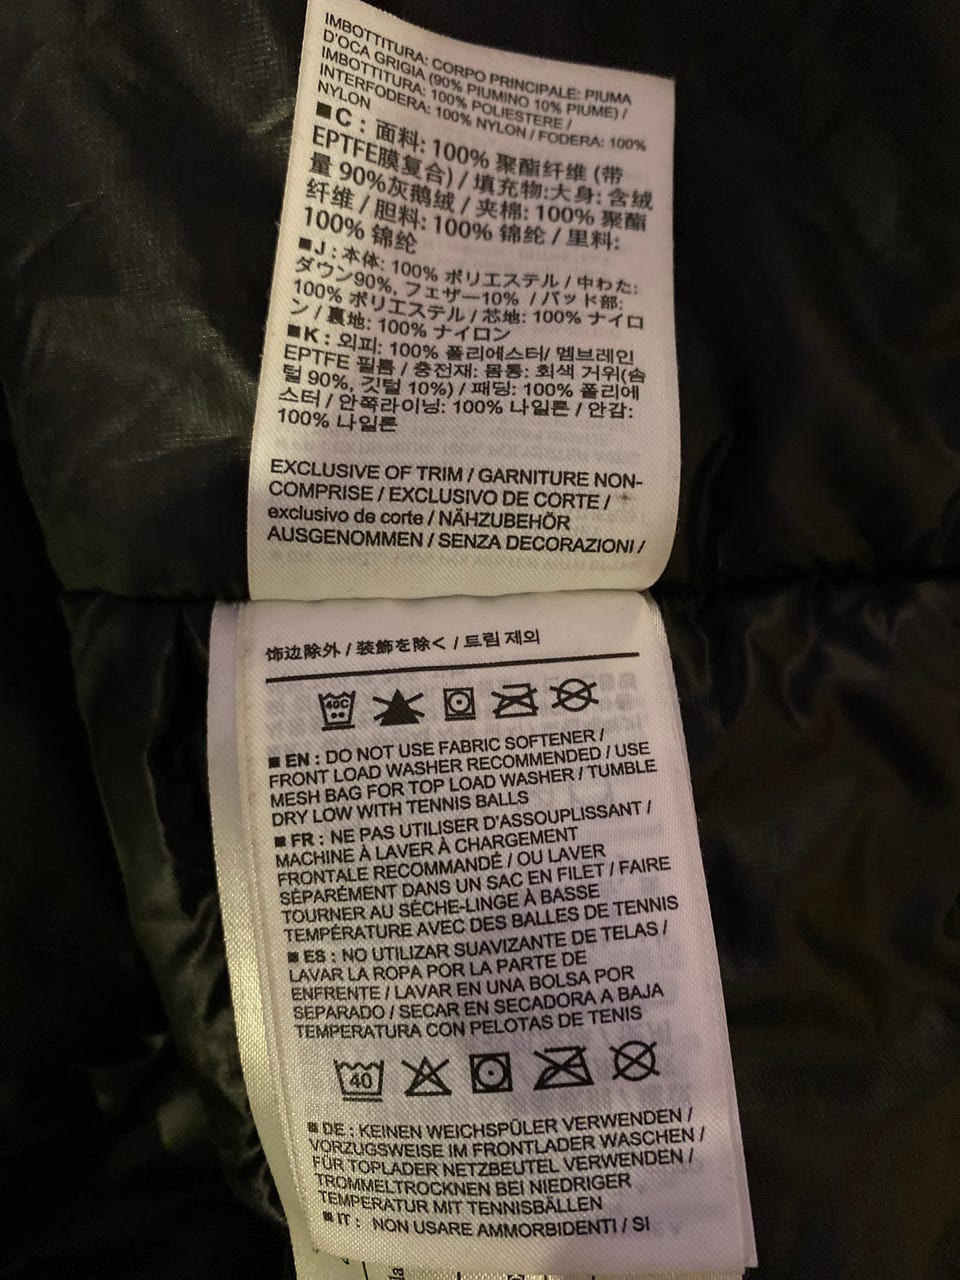 IMBOTTITURA: CORPO PRINCIPALE: PIUMA
D'OCA GRIGIA (90% PIUMINO 10% PIUME) /
IMBOTTITURA: 100% POLIESTERE /
INTERFODERA: 100% NYLON / FODERA: 100%
NYLON
■C : 面料: 100% 聚酯纤维 (带
EPTFE膜复合) / 填充物:大身: 含绒
量 90%灰鹅绒 / 夹棉: 100% 聚酯
纤维 / 胆料: 100% 锦纶 / 里料:
100% 锦纶
■J : 本体: 100% ポリエステル / 中わた:
ダウン90%, フェザー10% / パッド部:
100% ポリエステル / 芯地: 100% ナイロ
ン / 裏地: 100% ナイロン
■K : 외피: 100% 폴리에스터/ 멤브레인
EPTFE 필름 / 충전재: 몸통: 회색 거위(솜
털 90%, 깃털 10%) / 패딩: 100% 폴리에
스터 / 안쪽라이닝: 100% 나일론 / 안감:
100% 나일론
EXCLUSIVE OF TRIM / GARNITURE NON-
COMPRISE / EXCLUSIVO DE CORTE /
exclusivo de corte / NÄHZUBEHÖR
AUSGENOMMEN / SENZA DECORAZIONI /
饰边除外 / 装飾を除く / 트림 제외
40C
■ EN : DO NOT USE FABRIC SOFTENER /
FRONT LOAD WASHER RECOMMENDED / USE
MESH BAG FOR TOP LOAD WASHER / TUMBLE
DRY LOW WITH TENNIS BALLS
■ FR : NE PAS UTILISER D'ASSOUPLISSANT /
MACHINE À LAVER À CHARGEMENT
FRONTALE RECOMMANDÉ / OU LAVER
SÉPARÉMENT DANS UN SAC EN FILET / FAIRE
TOURNER AU SÉCHE-LINGE À BASSE
TEMPÉRATURE AVEC DES BALLES DE TENNIS
■ ES : NO UTILIZAR SUAVIZANTE DE TELAS /
LAVAR LA ROPA POR LA PARTE DE
ENFRENTE / LAVAR EN UNA BOLSA POR
SEPARADO / SECAR EN SECADORA A BAJA
TEMPERATURA CON PELOTAS DE TENIS
40
■ DE : KEINEN WEICHSPÜLER VERWENDEN /
VORZUGSWEISE IM FRONTLADER WASCHEN /
FÜR TOPLADER NETZBEUTEL VERWENDEN /
TROMMELTROCKNEN BEI NIEDRIGER
TEMPERATUR MIT TENNISBÄLLEN
■ IT : NON USARE AMMORBIDENTI / SI